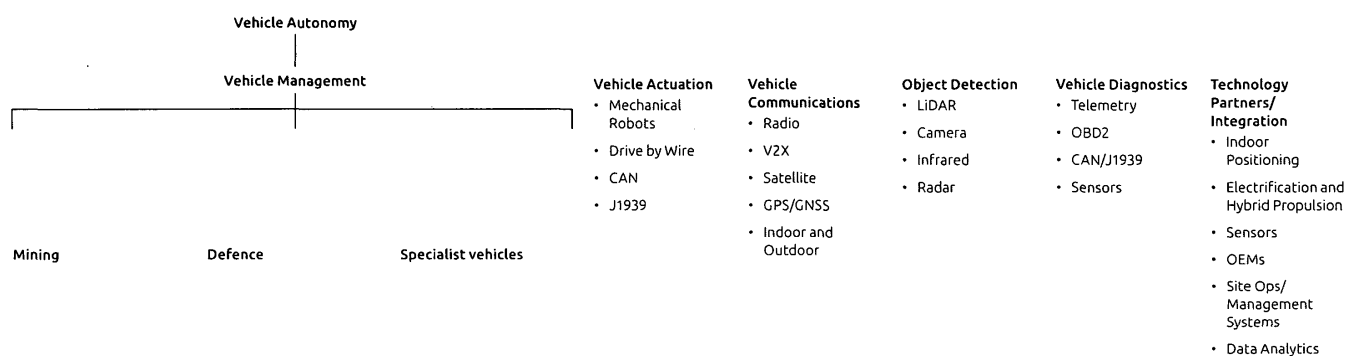 Vehicle Autonomy
Vehicle Management
Mining
Defence
Specialist vehicles
Vehicle Actuation
• Mechanical
Robots
• Drive by Wire
• CAN
• J1939
Vehicle
Communications
• Radio
• V2X
• Satellite
• GPS/GNSS
• Indoor and
Outdoor
Object Detection
• LiDAR
• Camera
• Infrared
• Radar
Vehicle Diagnostics
• Telemetry
• OBD2
• CAN/J1939
• Sensors
Technology
Partners/
Integration
• Indoor
Positioning
• Electrification and
Hybrid Propulsion
• Sensors
• OEMs
• Site Ops/
Management
Systems
• Data Analytics